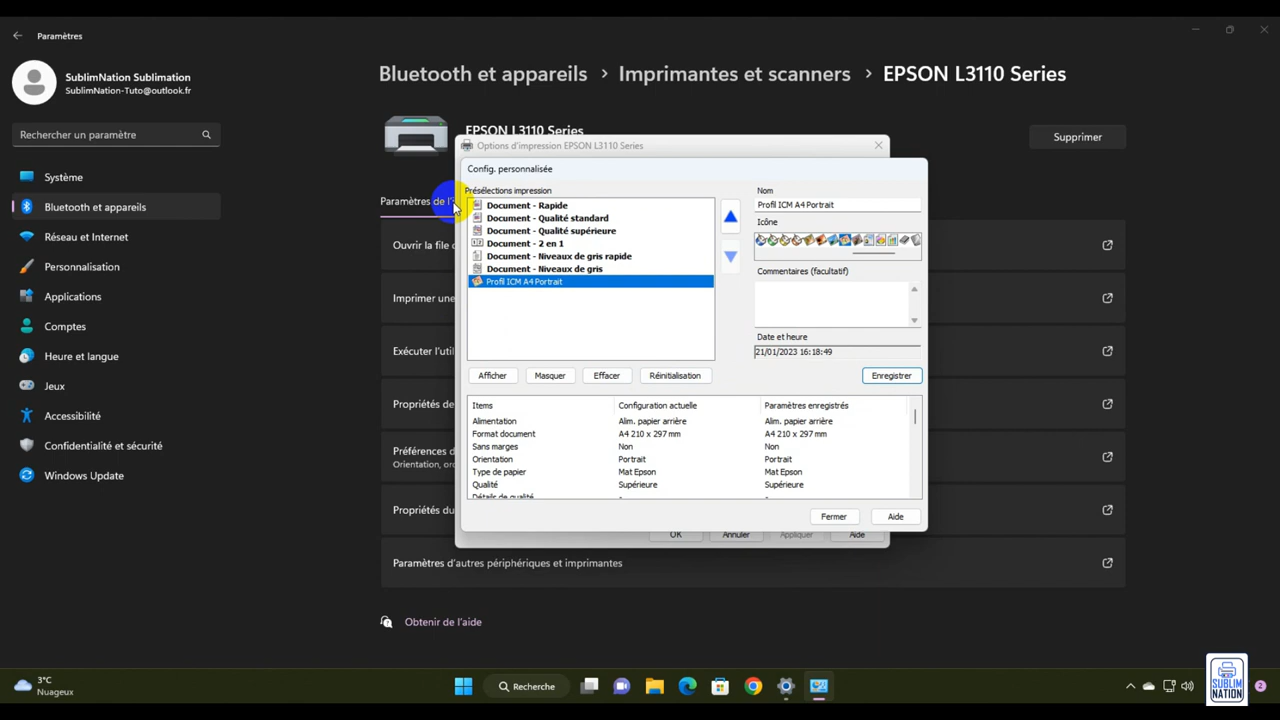 Paramètres
SublimNation Sublimation
SublimNation-Tuto@outlook.fr
Rechercher un paramètre
Système
Bluetooth et appareils
Réseau et Internet
Personnalisation
Applications
Comptes
Heure et langue
Jeux
Accessibilité
Confidentialité et sécurité
Windows Update
Bluetooth et appareils > Imprimantes et scanners > EPSON L3110 Series
EPSON L3110 Series
Supprimer
Paramètres de l'
Ouvrir la file
Imprimer une
Exécuter l'util
Propriétés de
Préférences d
Orientation, or
Propriétés du
Paramètres d'autres périphériques et imprimantes
Obtenir de l'aide
Options d'impression EPSON L3110 Series
Config. personnalisée
Présélections impression
Document - Rapide
Document - Qualité standard
Document - Qualité supérieure
Document - 2 en 1
Document - Niveaux de gris rapide
Document - Niveaux de gris
Profil ICM A4 Portrait
Nom
Profil ICM A4 Portrait
Icône
Commentaires (facultatif)
Date et heure
21/01/2023 16:18:49
Afficher Masquer Effacer Réinitialisation Enregistrer
Items Configuration actuelle Paramètres enregistrés
Alimentation Alim. papier arrière Alim. papier arrière
Format document A4 210 x 297 mm A4 210 x 297 mm
Sans marges Non Non
Orientation Portrait Portrait
Type de papier Mat Epson Mat Epson
Qualité Supérieure Supérieure
Détails de qualité - -
Fermer Aide
OK Annuler Appliquer Aide
3°C
Nuageux
Recherche
2
SUBLIM
NATION